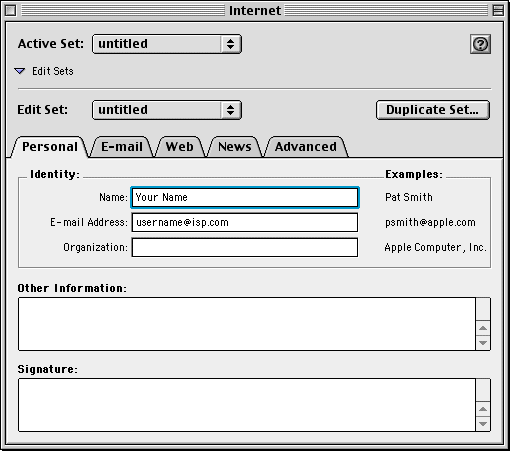 Internet
Active Set: untitled ?
Edit Sets
Edit Set: untitled Duplicate Set...
Personal E-mail Web News Advanced
Identity: Examples:
Name: Your Name Pat Smith
E-mail Address: username@isp.com psmith@apple.com
Organization: Apple Computer, Inc.
Other Information:
Signature: